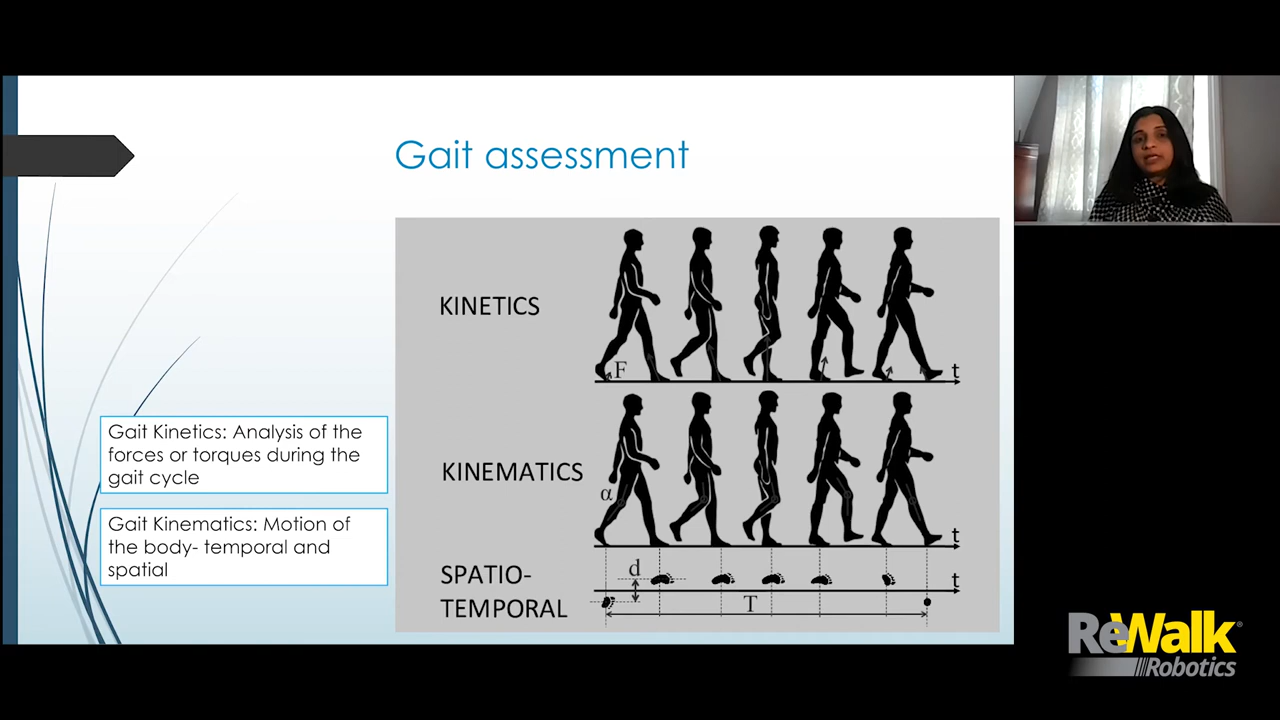 Gait assessment
KINETICS
F
t
KINEMATICS
α
t
SPATIO-
TEMPORAL
d
t
T
Gait Kinetics: Analysis of the
forces or torques during the
gait cycle
Gait Kinematics: Motion of
the body- temporal and
spatial
ReWalk®
Robotics